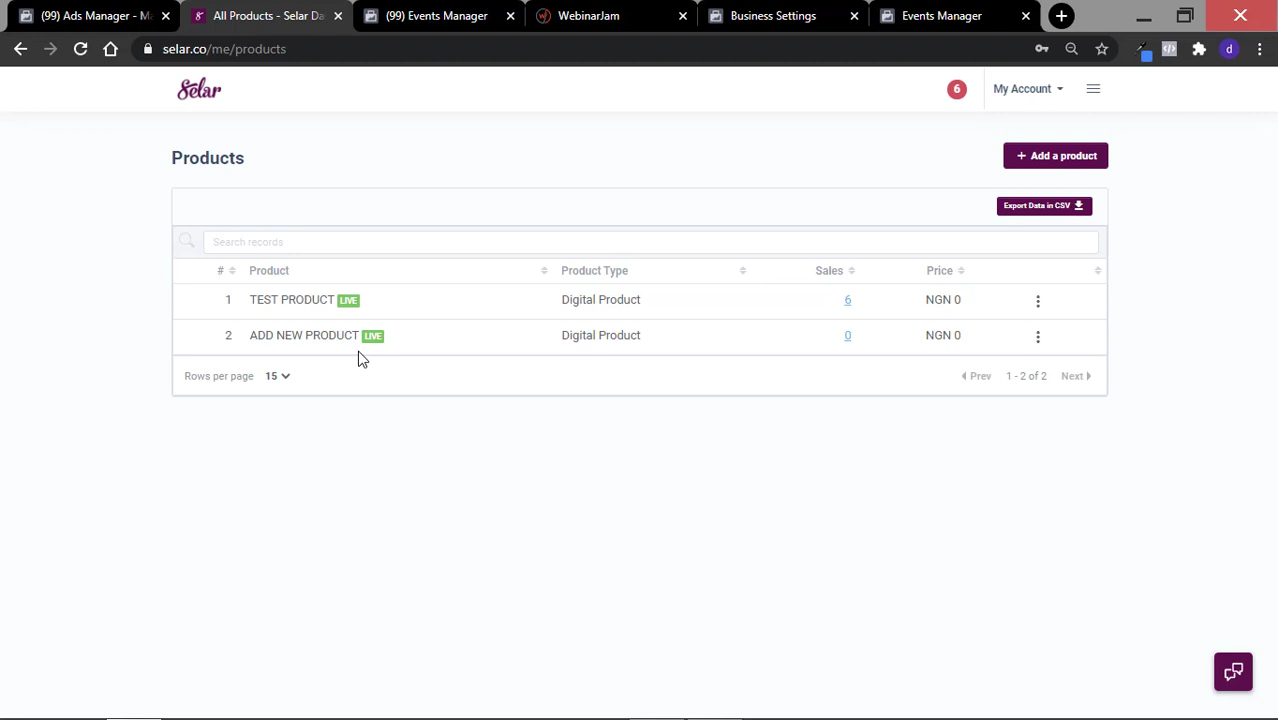 (99) Ads Manager - Ma
All Products - Selar Da
(99) Events Manager
WebinarJam
Business Settings
Events Manager
selar.co/me/products
d
Selar
6
My Account
Products
+ Add a product
Export Data in CSV
Search records
# Product Product Type Sales Price
1 TEST PRODUCT LIVE Digital Product 6 NGN 0
2 ADD NEW PRODUCT LIVE Digital Product 0 NGN 0
Rows per page 15 Prev 1 - 2 of 2 Next